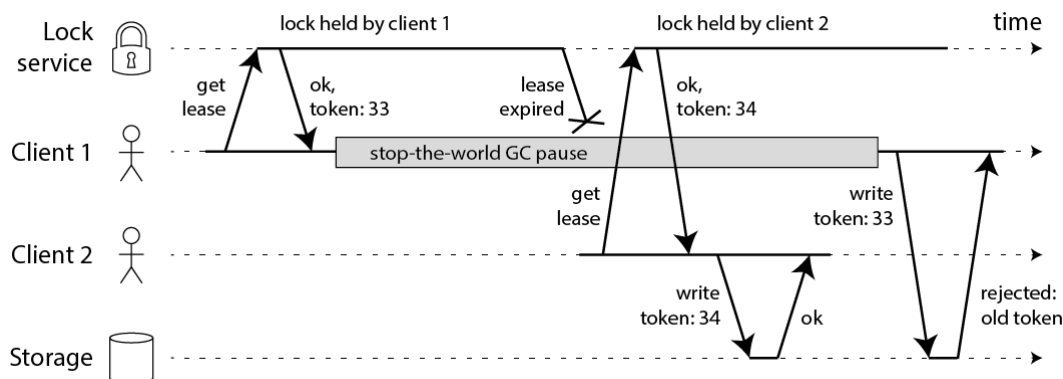 Lock
service
lock held by client 1
lock held by client 2
time
get
lease
ok,
token: 33
lease
expired
ok,
token: 34
Client 1
stop-the-world GC pause
get
lease
write
token: 33
Client 2
write
token: 34
ok
rejected:
old token
Storage